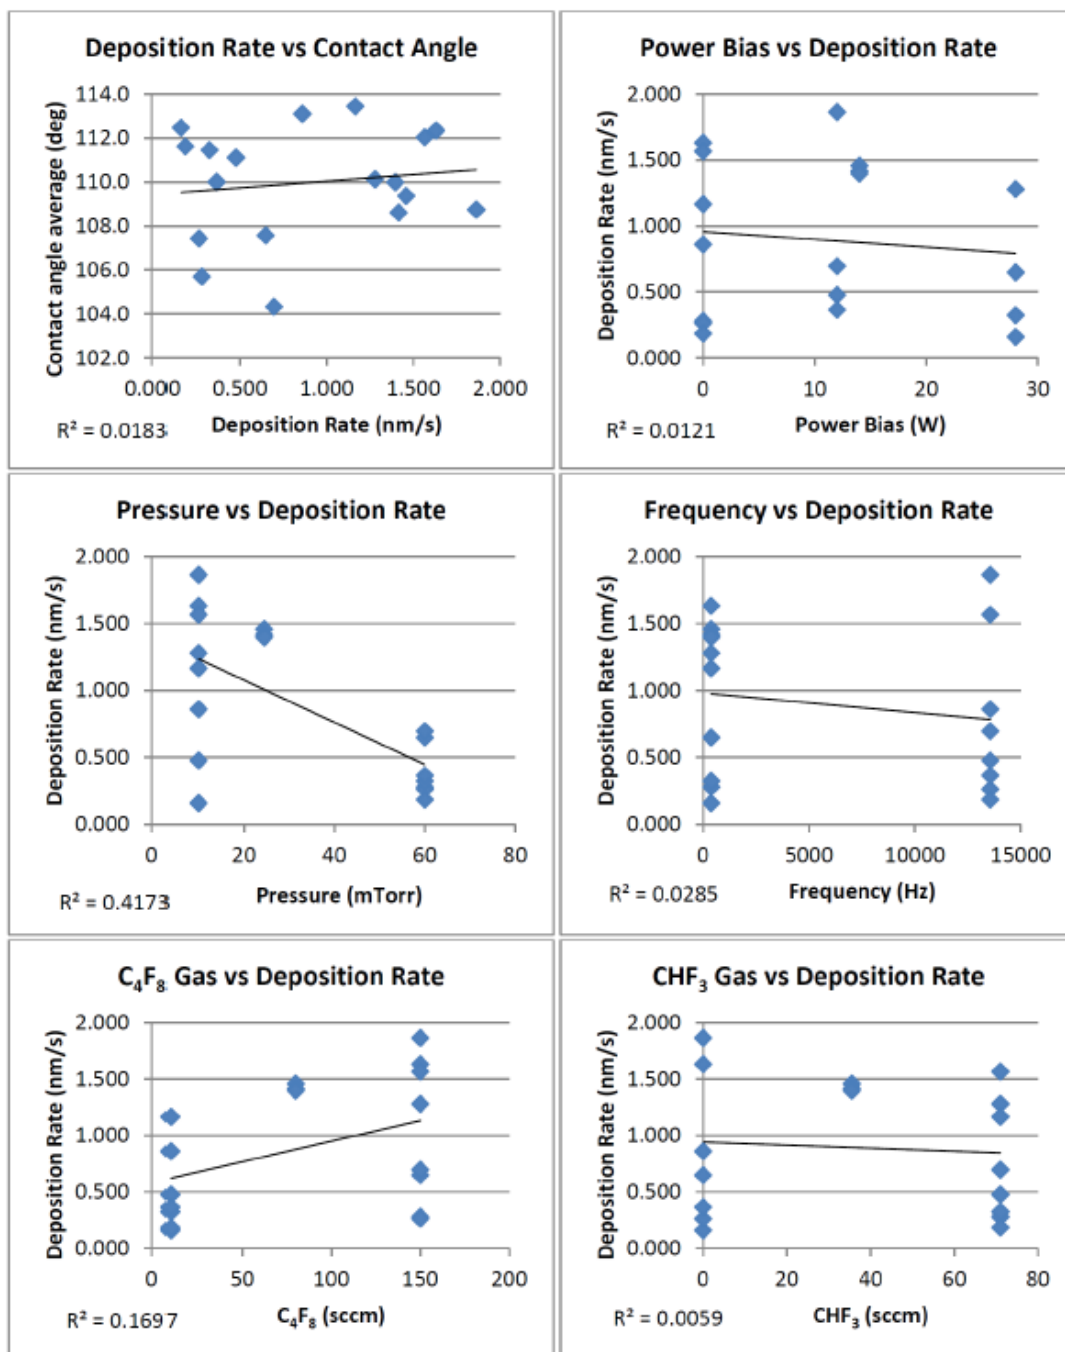 Deposition Rate vs Contact Angle
Contact angle average (deg)
114.0
112.0
110.0
108.0
106.0
104.0
102.0
0.000 0.500 1.000 1.500 2.000
Deposition Rate (nm/s)
R² = 0.0183
Power Bias vs Deposition Rate
Deposition Rate (nm/s)
2.000
1.500
1.000
0.500
0.000
0 10 20 30
Power Bias (W)
R² = 0.0121
Pressure vs Deposition Rate
Deposition Rate (nm/s)
2.000
1.500
1.000
0.500
0.000
0 20 40 60 80
Pressure (mTorr)
R² = 0.4173
Frequency vs Deposition Rate
Deposition Rate (nm/s)
2.000
1.500
1.000
0.500
0.000
0 5000 10000 15000
Frequency (Hz)
R² = 0.0285
C₄F₈ Gas vs Deposition Rate
Deposition Rate (nm/s)
2.000
1.500
1.000
0.500
0.000
0 50 100 150 200
C₄F₈ (sccm)
R² = 0.1697
CHF₃ Gas vs Deposition Rate
Deposition Rate (nm/s)
2.000
1.500
1.000
0.500
0.000
0 20 40 60 80
CHF₃ (sccm)
R² = 0.0059